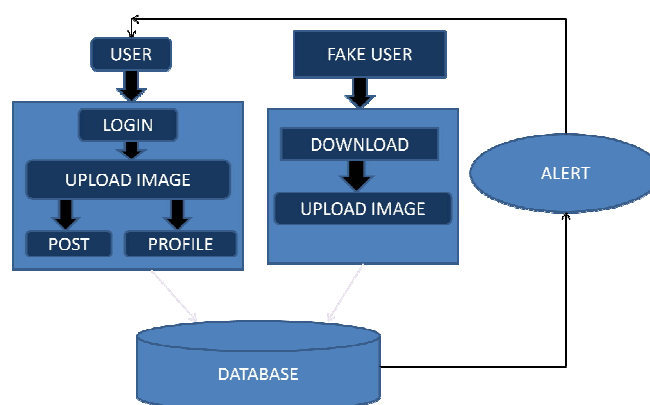 USER
FAKE USER
LOGIN
UPLOAD IMAGE
POST
PROFILE
DOWNLOAD
UPLOAD IMAGE
ALERT
DATABASE